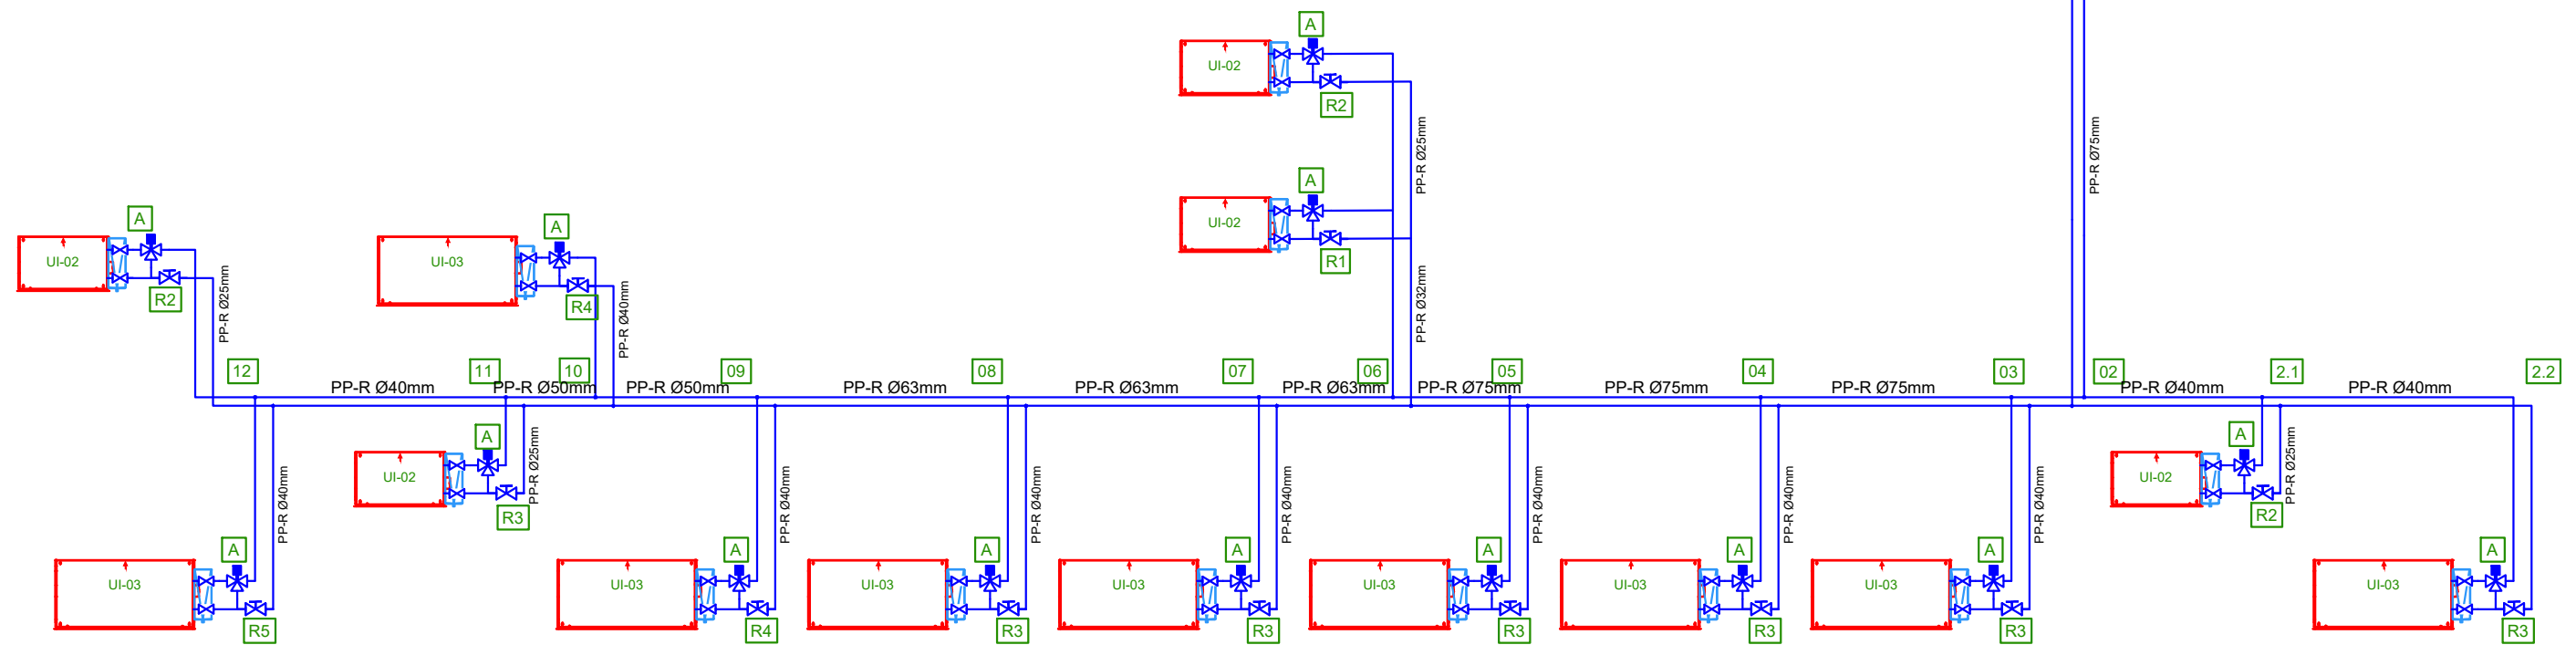 A
UI-02
R2
PP-R Ø25mm
PP-R Ø75mm
A
UI-02
R1
PP-R Ø32mm
A
UI-02
R2
PP-R Ø25mm
A
UI-03
R4
PP-R Ø40mm
12
11
10
09
08
07
06
05
04
03
02
2.1
2.2
PP-R Ø40mm
PP-R Ø50mm
PP-R Ø50mm
PP-R Ø63mm
PP-R Ø63mm
PP-R Ø63mm
PP-R Ø75mm
PP-R Ø75mm
PP-R Ø75mm
PP-R Ø40mm
PP-R Ø40mm
A
UI-02
R3
PP-R Ø25mm
A
UI-02
R2
PP-R Ø25mm
A
UI-03
R5
PP-R Ø40mm
A
UI-03
R4
PP-R Ø40mm
A
UI-03
R3
PP-R Ø40mm
A
UI-03
R3
PP-R Ø40mm
A
UI-03
R3
PP-R Ø40mm
A
UI-03
R3
PP-R Ø40mm
A
UI-03
R3
PP-R Ø40mm
A
UI-03
R3